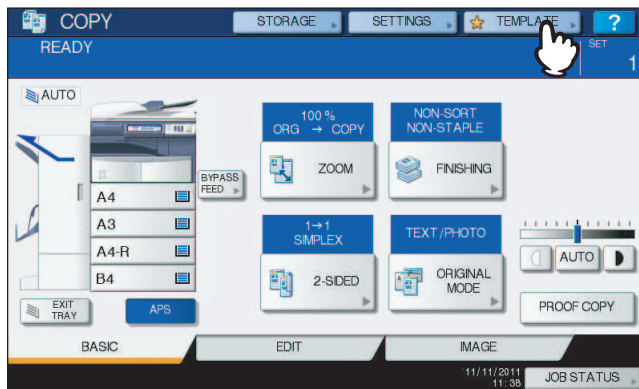 COPY
STORAGE
SETTINGS
TEMPLATE
?
READY
SET
1
AUTO
100 %
ORG → COPY
NON-SORT
NON-STAPLE
ZOOM
FINISHING
BYPASS
FEED
A4
A3
A4-R
B4
1→1
SIMPLEX
TEXT/PHOTO
2-SIDED
ORIGINAL
MODE
AUTO
EXIT
TRAY
APS
PROOF COPY
BASIC
EDIT
IMAGE
11/11/2011
11:38
JOB STATUS